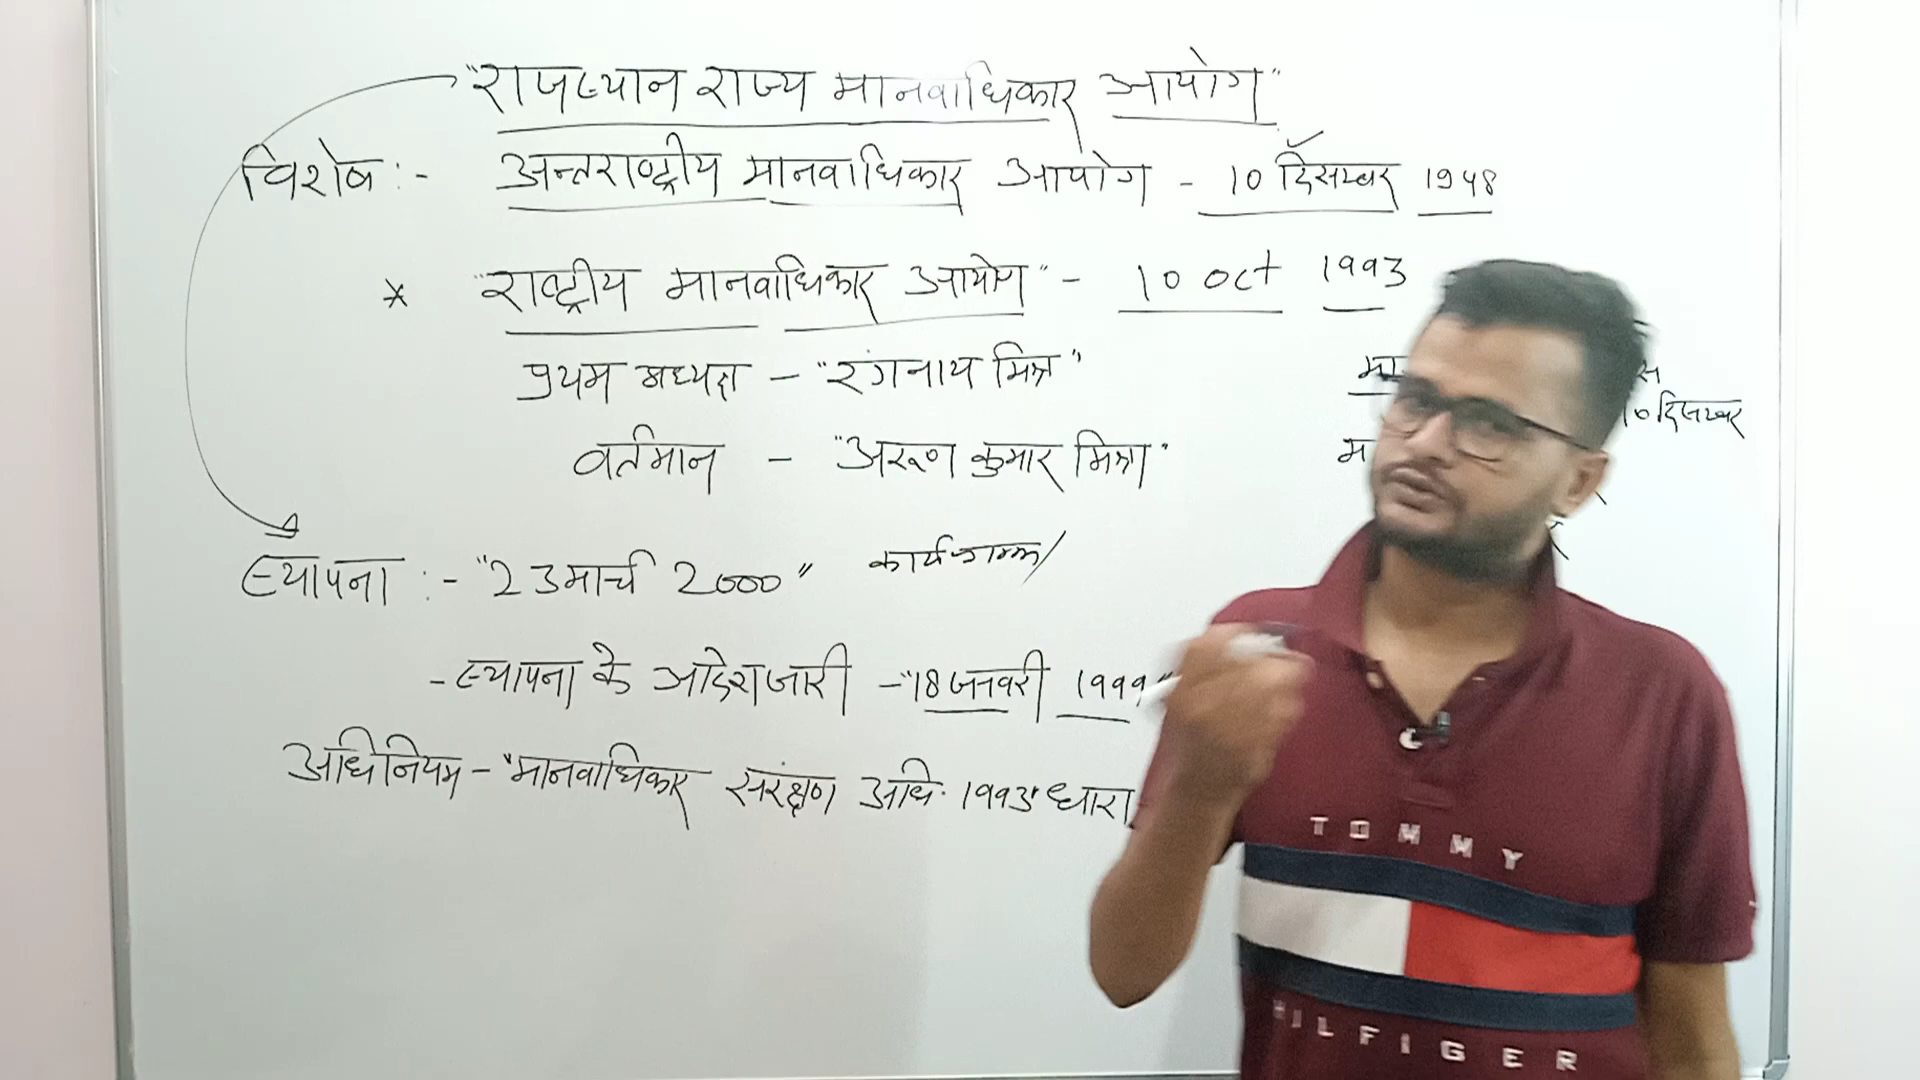 "राजस्थान राज्य मानवाधिकार आयोग"
विशेष :- अन्तराष्ट्रीय मानवाधिकार आयोग - 10 दिसम्बर 1948
* "राष्ट्रीय मानवाधिकार आयोग" - 10 oct 1993
प्रथम अध्यक्ष - "रंगनाथ मिश्र"
10 दिसम्बर
वर्तमान - "अरूण कुमार मिश्रा"
स्थापना :- "23 मार्च 2000"
- स्थापना के आदेश जारी - "18 जनवरी 1999"
अधिनियम - "मानवाधिकार संरक्षण अधि. 1993" धारा
TOMMY
HILFIGER